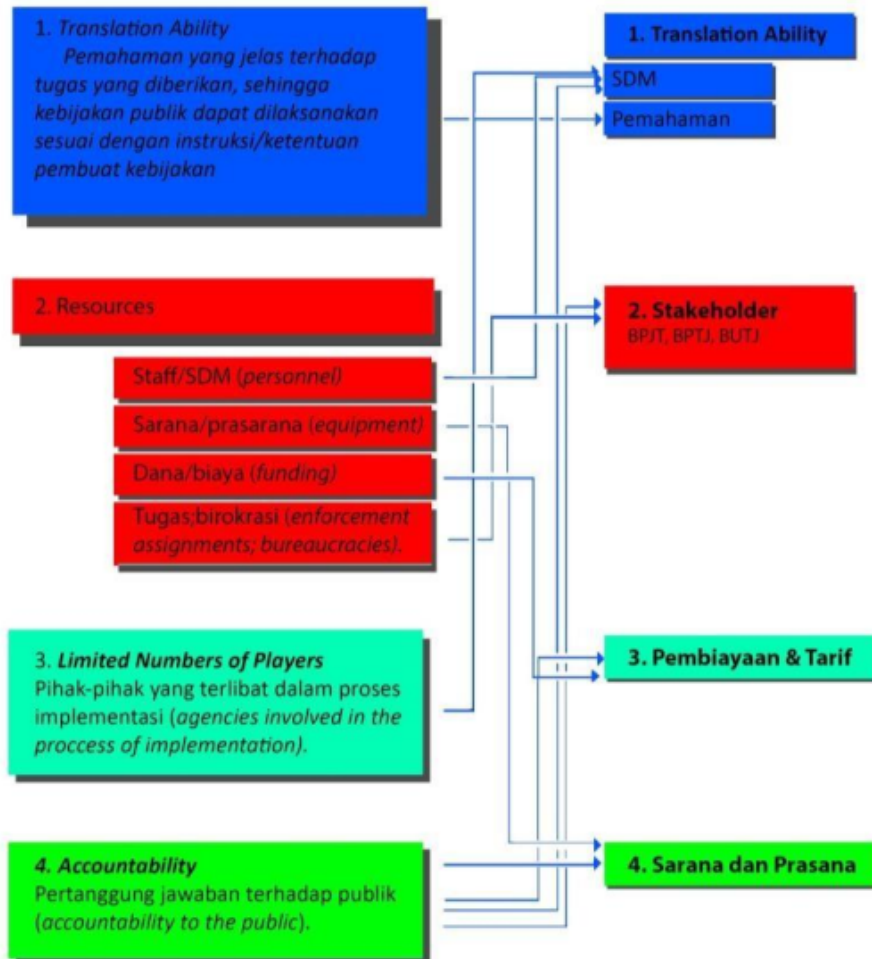 1. Translation Ability
Pemahaman yang jelas terhadap
tugas yang diberikan, sehingga
kebijakan publik dapat dilaksanakan
sesuai dengan instruksi/ketentuan
pembuat kebijakan
2. Resources
Staff/SDM (personnel)
Sarana/prasarana (equipment)
Dana/biaya (funding)
Tugas;birokrasi (enforcement
assignments; bureaucracies).
3. Limited Numbers of Players
Pihak-pihak yang terlibat dalam proses
implementasi (agencies involved in the
proccess of implementation).
4. Accountability
Pertanggung jawaban terhadap publik
(accountability to the public).
1. Translation Ability
SDM
Pemahaman
2. Stakeholder
BPJT, BPTJ, BUTJ
3. Pembiayaan & Tarif
4. Sarana dan Prasana